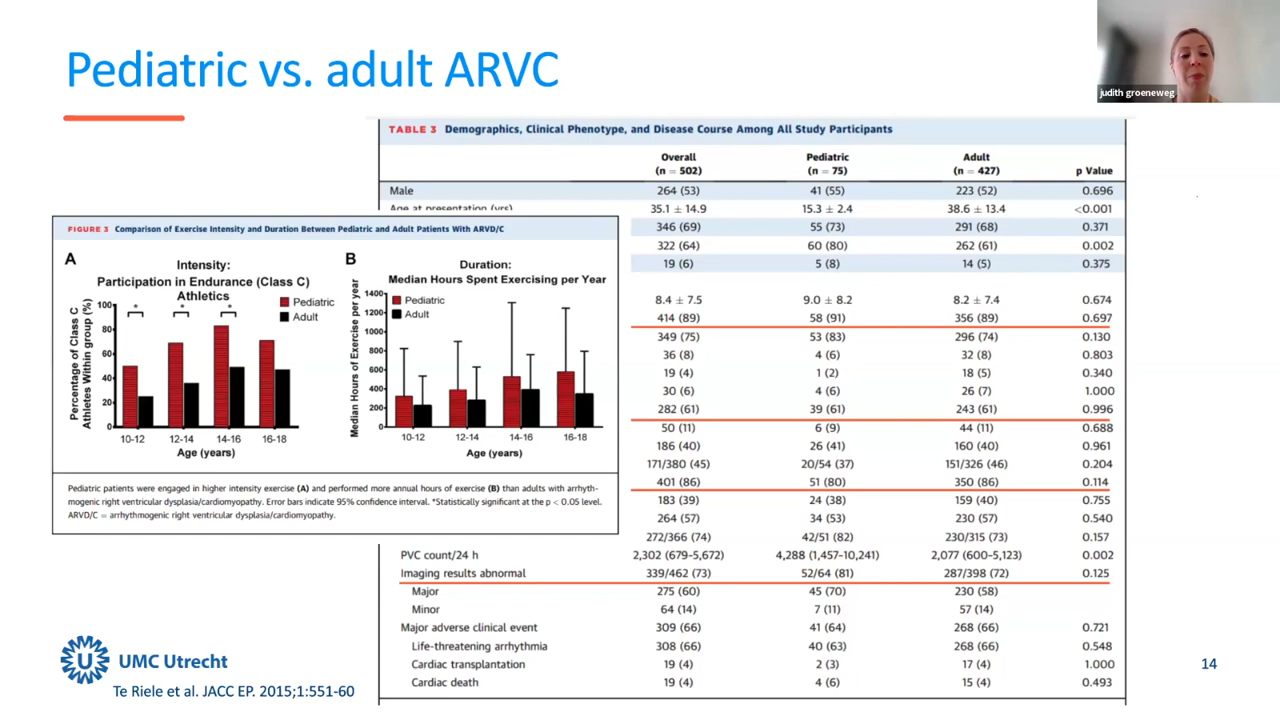 Pediatric vs. adult ARVC
judith groeneweg
TABLE 3 Demographics, Clinical Phenotype, and Disease Course Among All Study Participants
Overall Pediatric Adult
(n = 502) (n = 75) (n = 427) p Value
Male 264 (53) 41 (55) 223 (52) 0.696
Age at presentation (yrs) 35.1 ± 14.9 15.3 ± 2.4 38.6 ± 13.4 <0.001
346 (69) 55 (73) 291 (68) 0.371
322 (64) 60 (80) 262 (61) 0.002
19 (6) 5 (8) 14 (5) 0.375
8.4 ± 7.5 9.0 ± 8.2 8.2 ± 7.4 0.674
414 (89) 58 (91) 356 (89) 0.697
349 (75) 53 (83) 296 (74) 0.130
36 (8) 4 (6) 32 (8) 0.803
19 (4) 1 (2) 18 (5) 0.340
30 (6) 4 (6) 26 (7) 1.000
282 (61) 39 (61) 243 (61) 0.996
50 (11) 6 (9) 44 (11) 0.688
186 (40) 26 (41) 160 (40) 0.961
171/380 (45) 20/54 (37) 151/326 (46) 0.204
401 (86) 51 (80) 350 (86) 0.114
183 (39) 24 (38) 159 (40) 0.755
264 (57) 34 (53) 230 (57) 0.540
272/366 (74) 42/51 (82) 230/315 (73) 0.157
PVC count/24 h 2,302 (679-5,672) 4,288 (1,457-10,241) 2,077 (600-5,123) 0.002
Imaging results abnormal 339/462 (73) 52/64 (81) 287/398 (72) 0.125
Major 275 (60) 45 (70) 230 (58)
Minor 64 (14) 7 (11) 57 (14)
Major adverse clinical event 309 (66) 41 (64) 268 (66) 0.721
Life-threatening arrhythmia 308 (66) 40 (63) 268 (66) 0.548
Cardiac transplantation 19 (4) 2 (3) 17 (4) 1.000
Cardiac death 19 (4) 4 (6) 15 (4) 0.493
FIGURE 3 Comparison of Exercise Intensity and Duration Between Pediatric and Adult Patients With ARVD/C
A
Intensity:
Participation in Endurance (Class C)
Athletics
Percentage of Class C
Athletes Within group (%)
100
80
60
40
20
0
* * *
Pediatric
Adult
10-12 12-14 14-16 16-18
Age (years)
B
Duration:
Median Hours Spent Exercising per Year
Median Hours of Exercise per year
1400
1200
1000
800
600
400
200
0
Pediatric
Adult
10-12 12-14 14-16 16-18
Age (years)
Pediatric patients were engaged in higher intensity exercise (A) and performed more annual hours of exercise (B) than adults with arrhyth-
mogenic right ventricular dysplasia/cardiomyopathy. Error bars indicate 95% confidence interval. *Statistically significant at the p < 0.05 level.
ARVD/C = arrhythmogenic right ventricular dysplasia/cardiomyopathy.
UMC Utrecht
Te Riele et al. JACC EP. 2015;1:551-60
14